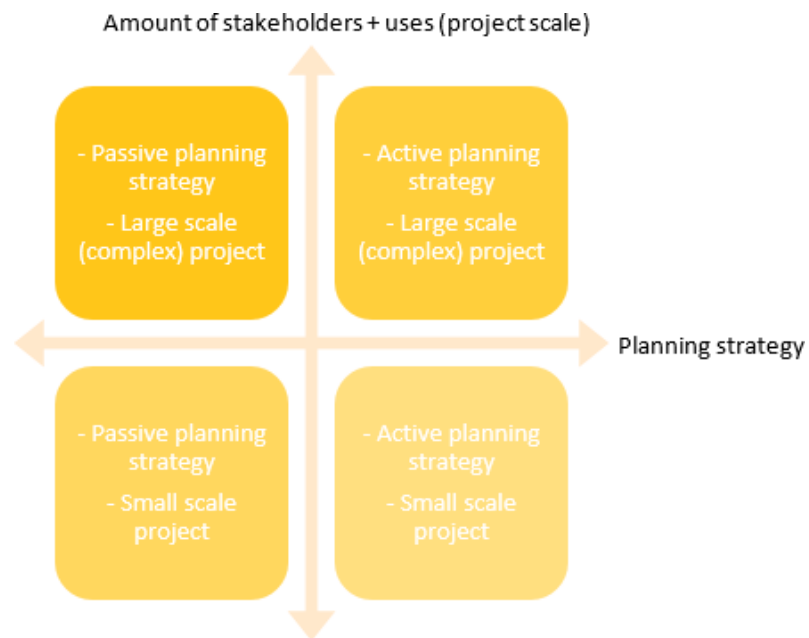 Amount of stakeholders + uses (project scale)
- Passive planning
strategy
- Large scale
(complex) project
- Active planning
strategy
- Large scale
(complex) project
Planning strategy
- Passive planning
strategy
- Small scale
project
- Active planning
strategy
- Small scale
project